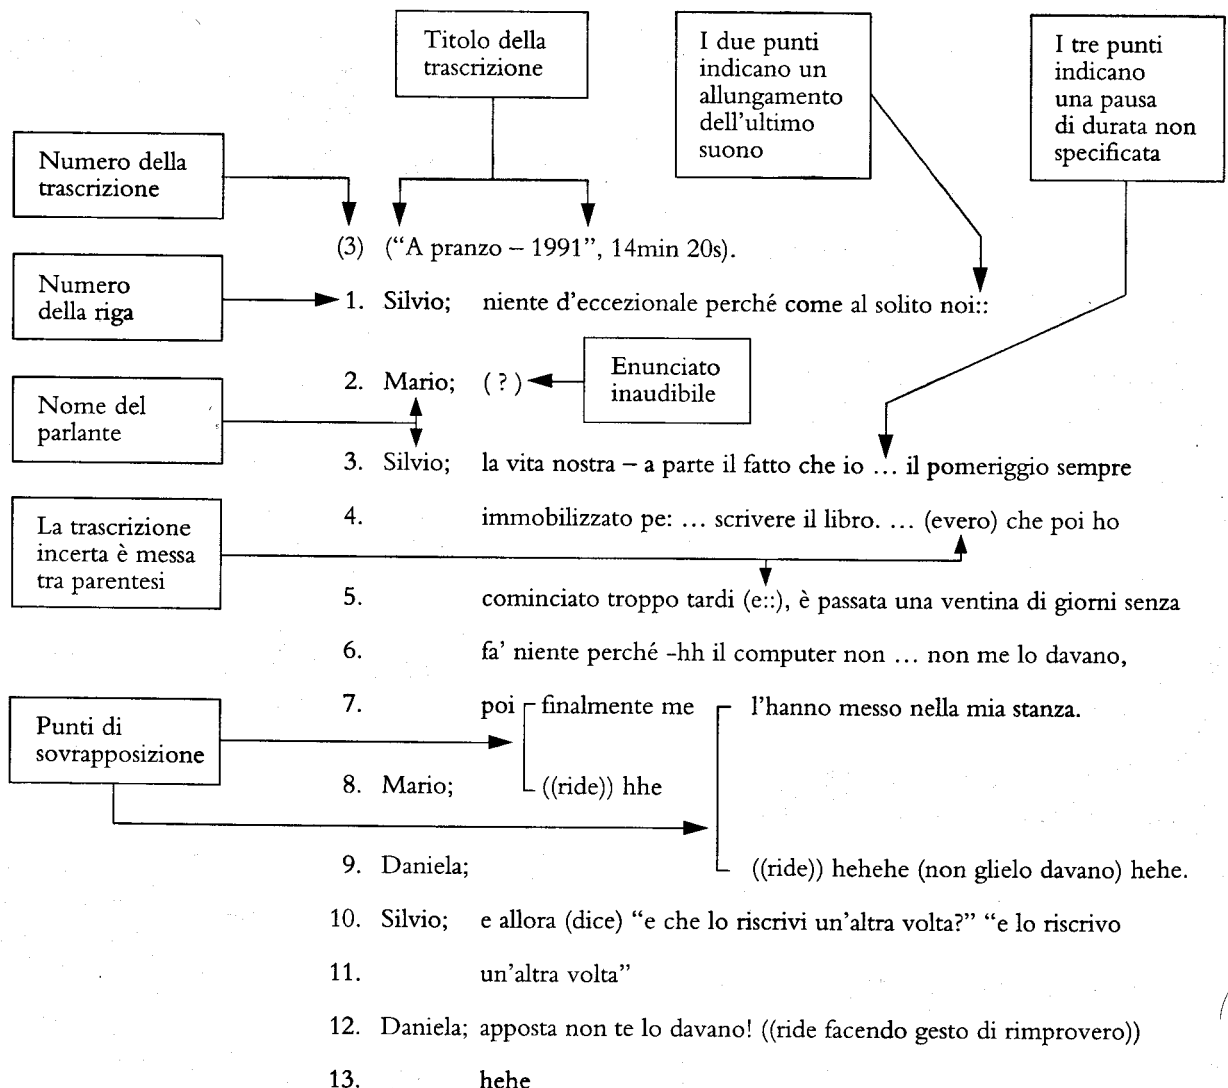 Titolo della
trascrizione
I due punti
indicano un
allungamento
dell'ultimo
suono
I tre punti
indicano
una pausa
di durata non
specificata
Numero della
trascrizione
(3) (“A pranzo – 1991”, 14min 20s).
Numero
della riga
1. Silvio; niente d'eccezionale perché come al solito noi::
Enunciato
inaudibile
2. Mario; (?)
Nome del
parlante
3. Silvio; la vita nostra – a parte il fatto che io ... il pomeriggio sempre
La trascrizione
incerta è messa
tra parentesi
4. immobilizzato pe: ... scrivere il libro. ... (evero) che poi ho
5. cominciato troppo tardi (e::), è passata una ventina di giorni senza
6. fa' niente perché -hh il computer non ... non me lo davano,
Punti di
sovrapposizione
7. poi finalmente me l'hanno messo nella mia stanza.
8. Mario; ((ride)) hhe
9. Daniela; ((ride)) hehehe (non glielo davano) hehe.
10. Silvio; e allora (dice) “e che lo riscrivi un'altra volta?” “e lo riscrivo
11. un'altra volta”
12. Daniela; apposta non te lo davano! ((ride facendo gesto di rimprovero))
13. hehe